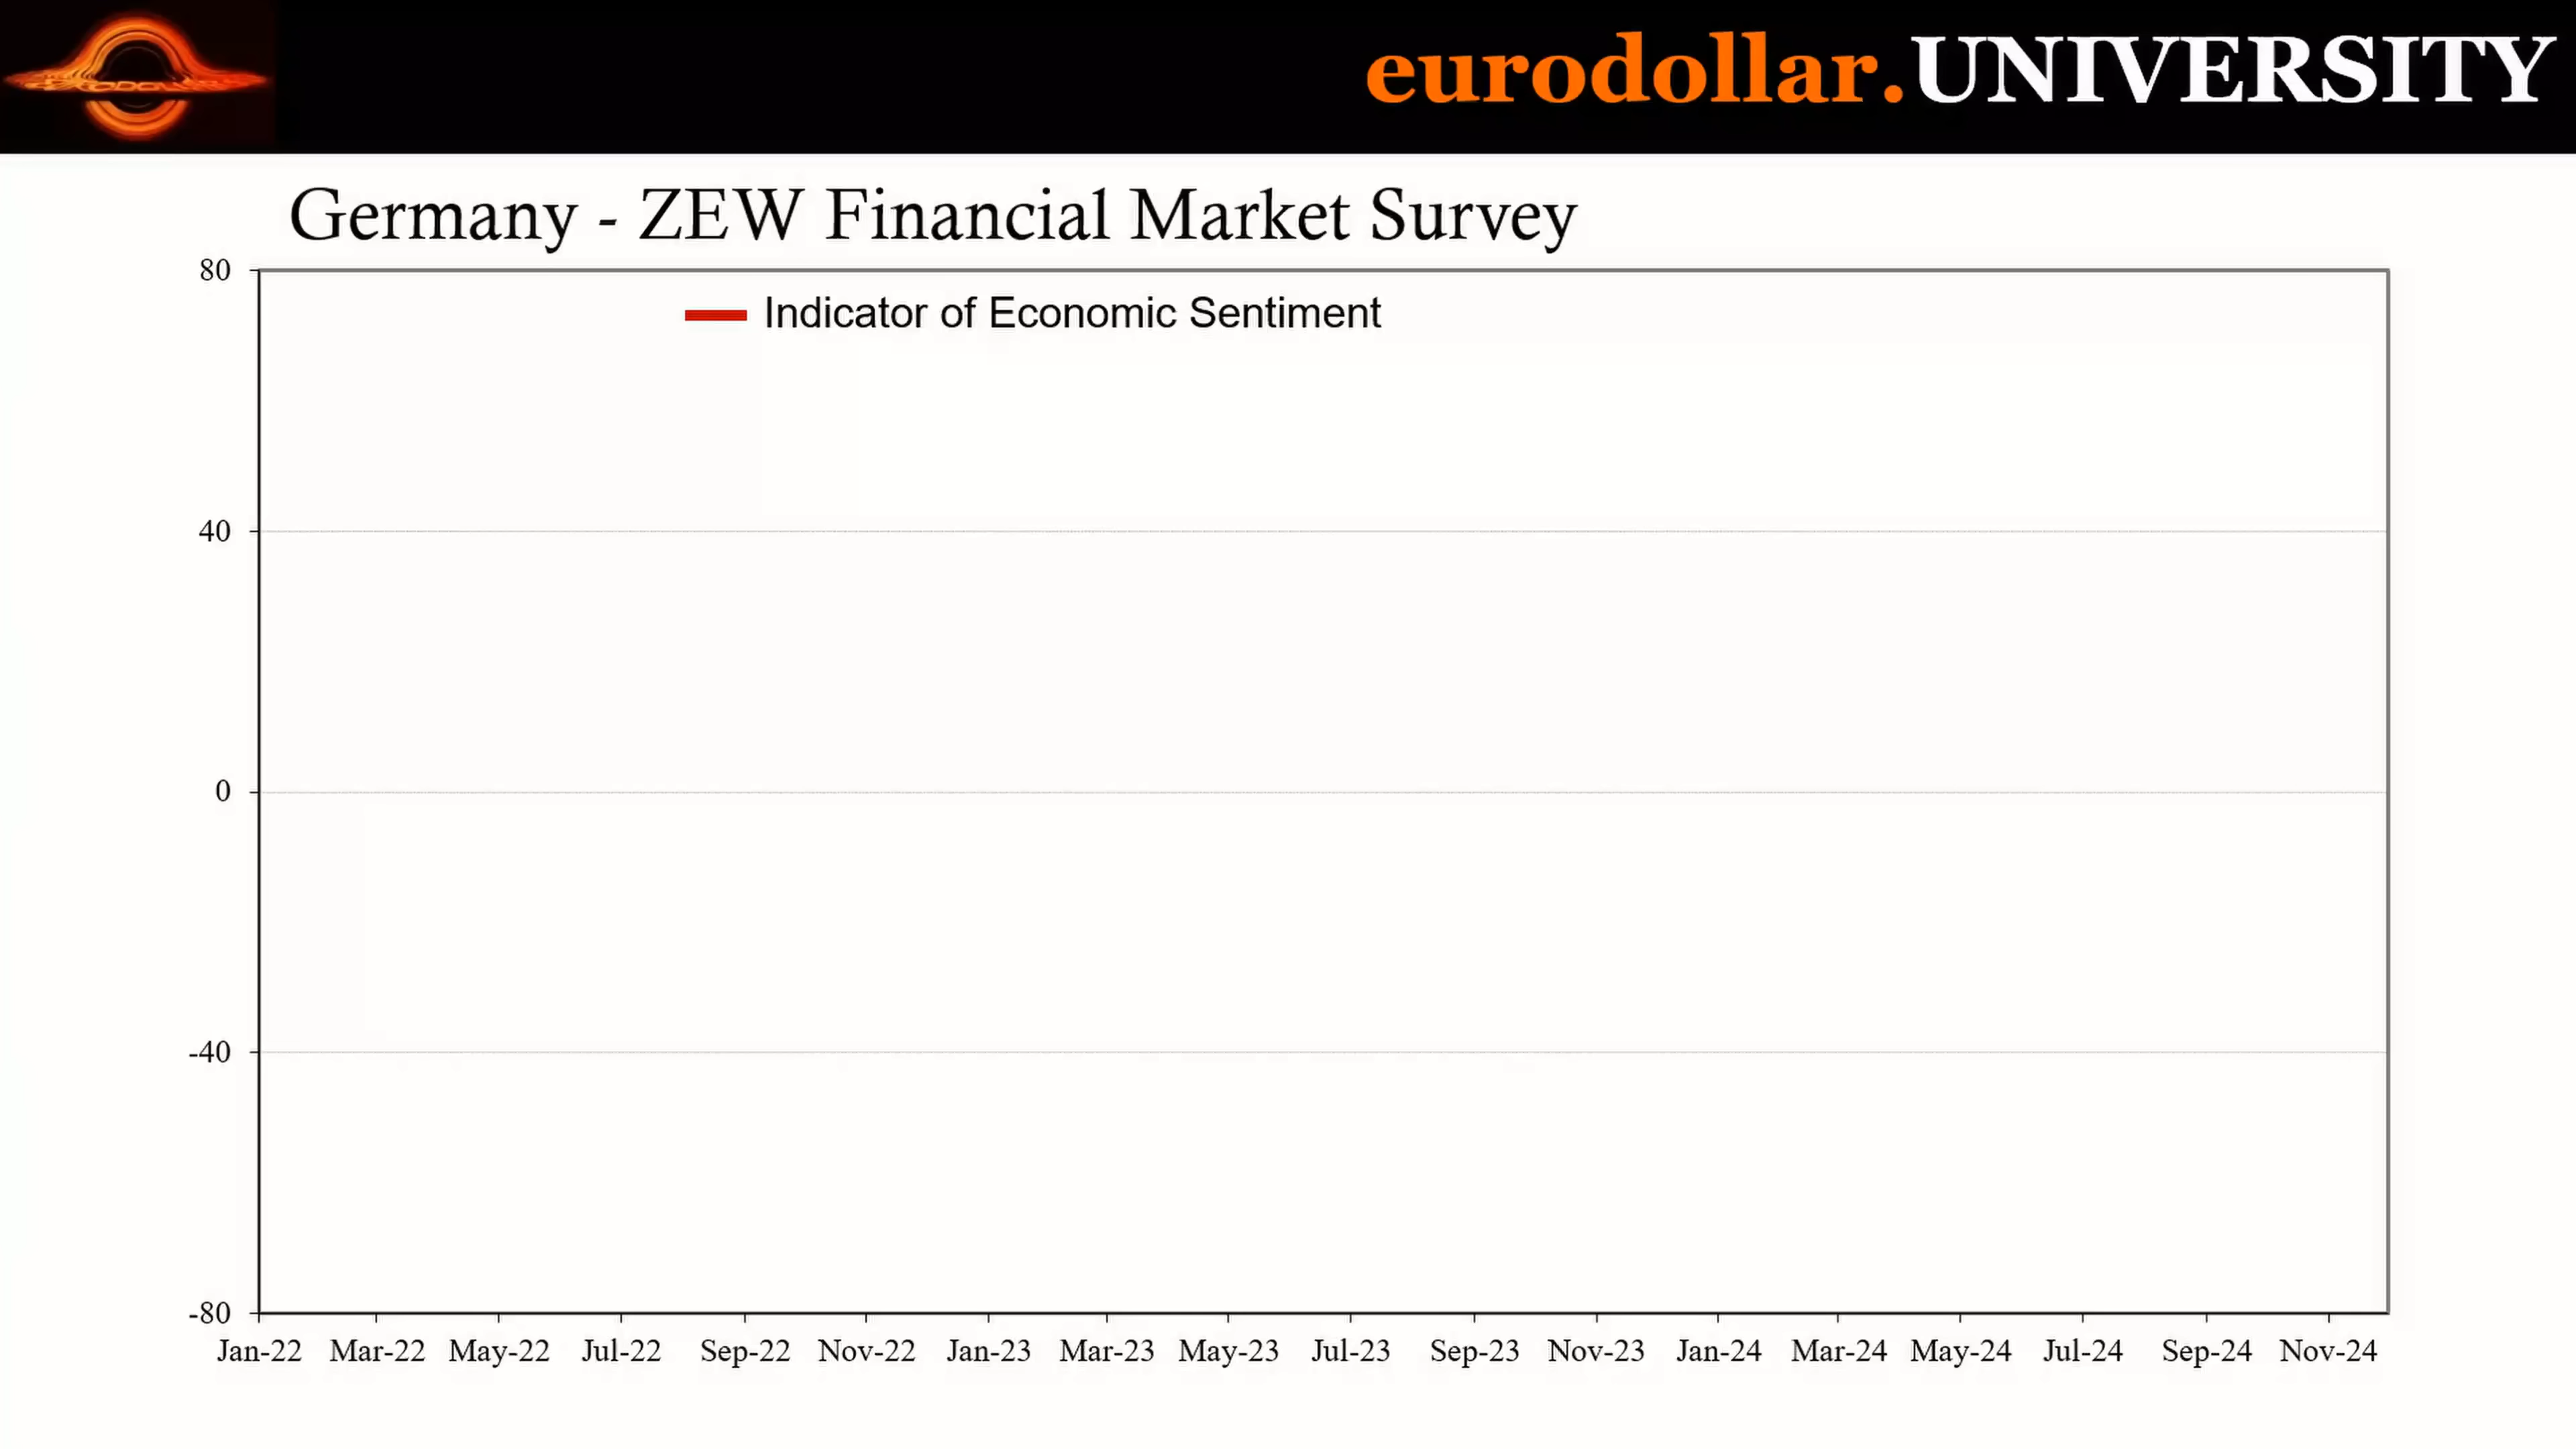 eurodollar.UNIVERSITY
Germany - ZEW Financial Market Survey
Indicator of Economic Sentiment
80
40
0
-40
-80
Jan-22 Mar-22 May-22 Jul-22 Sep-22 Nov-22 Jan-23 Mar-23 May-23 Jul-23 Sep-23 Nov-23 Jan-24 Mar-24 May-24 Jul-24 Sep-24 Nov-24